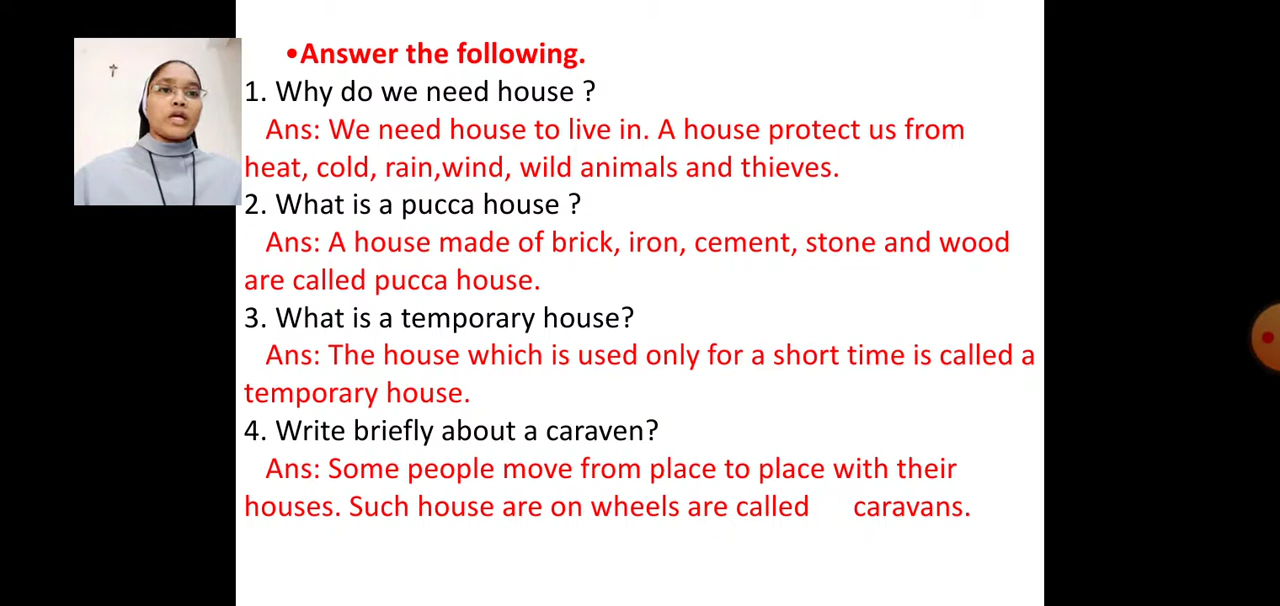 •Answer the following.
1. Why do we need house ?
Ans: We need house to live in. A house protect us from
heat, cold, rain,wind, wild animals and thieves.
2. What is a pucca house ?
Ans: A house made of brick, iron, cement, stone and wood
are called pucca house.
3. What is a temporary house?
Ans: The house which is used only for a short time is called a
temporary house.
4. Write briefly about a caraven?
Ans: Some people move from place to place with their
houses. Such house are on wheels are called caravans.